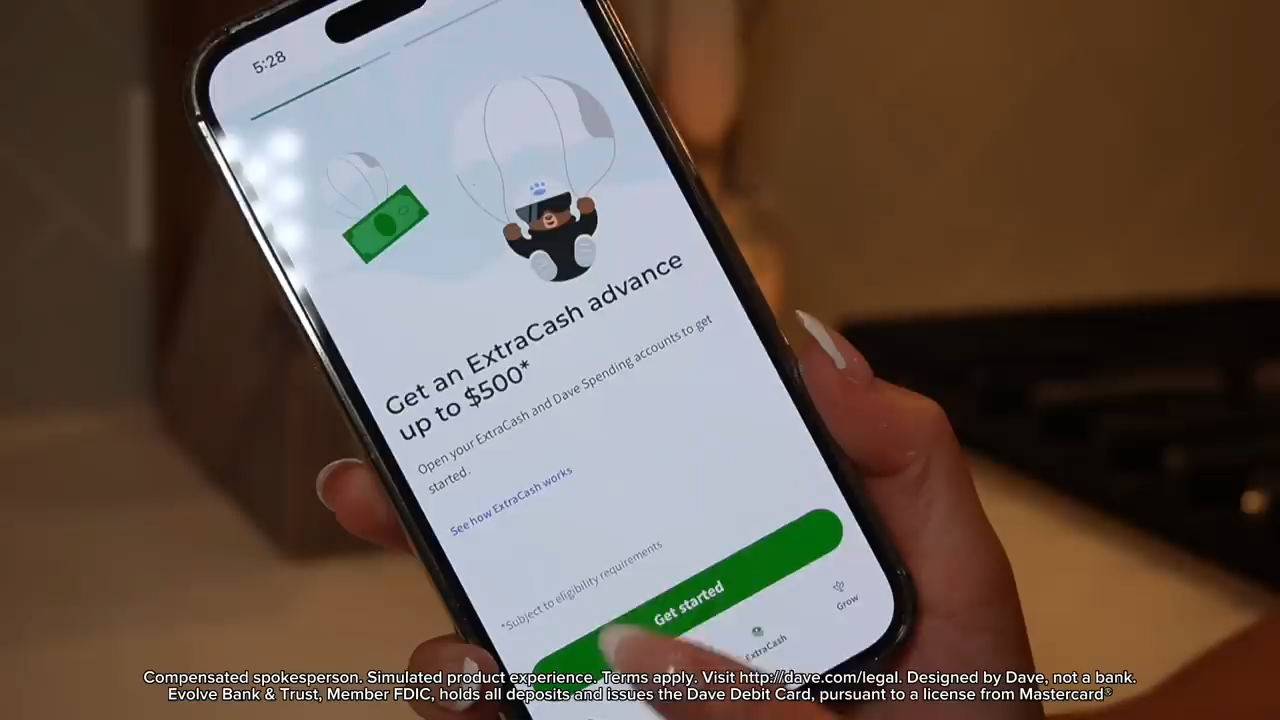 5:28
Get an ExtraCash advance
up to $500*
Open your ExtraCash and Dave Spending accounts to get
started.
See how ExtraCash works
*Subject to eligibility requirements
Get started
ExtraCash
Grow
Compensated spokesperson. Simulated product experience. Terms apply. Visit http://dave.com/legal. Designed by Dave, not a bank.
Evolve Bank & Trust, Member FDIC, holds all deposits and issues the Dave Debit Card, pursuant to a license from Mastercard®